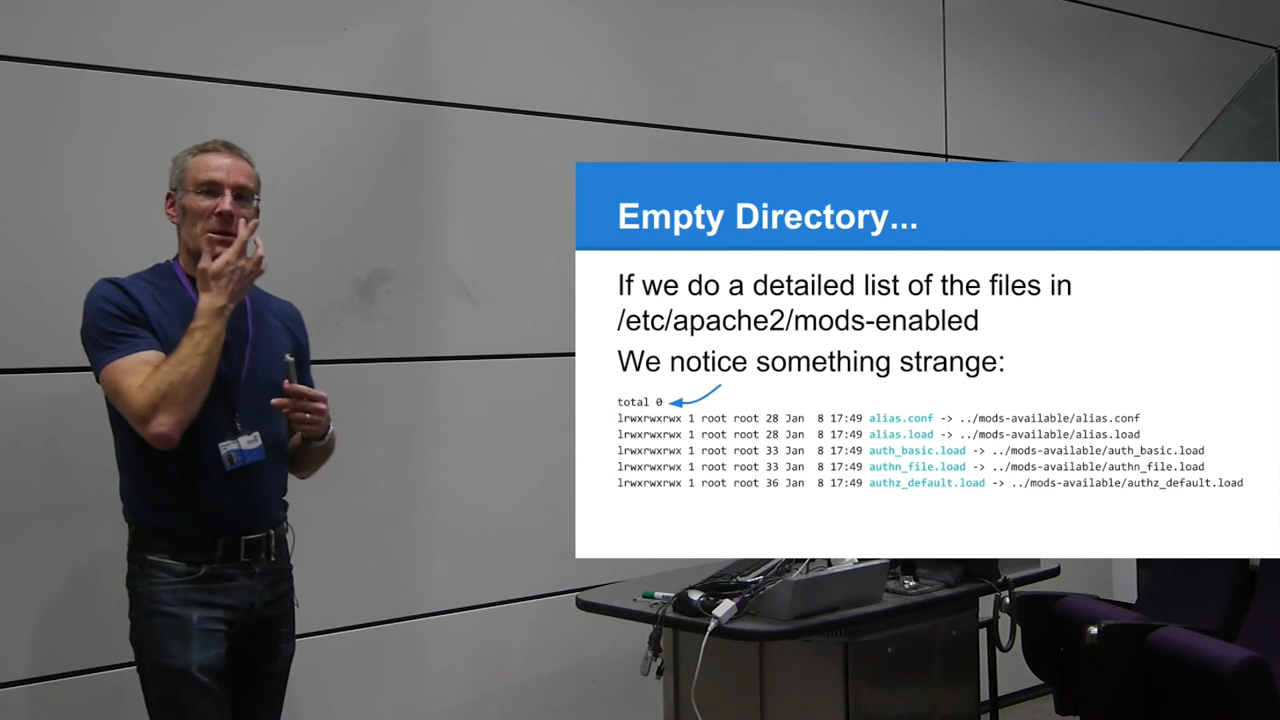 Empty Directory...
If we do a detailed list of the files in
/etc/apache2/mods-enabled
We notice something strange:
total 0
lrwxrwxrwx 1 root root 28 Jan  8 17:49 alias.conf -> ../mods-available/alias.conf
lrwxrwxrwx 1 root root 28 Jan  8 17:49 alias.load -> ../mods-available/alias.load
lrwxrwxrwx 1 root root 33 Jan  8 17:49 auth_basic.load -> ../mods-available/auth_basic.load
lrwxrwxrwx 1 root root 33 Jan  8 17:49 authn_file.load -> ../mods-available/authn_file.load
lrwxrwxrwx 1 root root 36 Jan  8 17:49 authz_default.load -> ../mods-available/authz_default.load